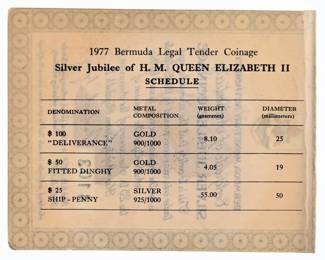 1977 Bermuda Legal Tender Coinage
Silver Jubilee of H. M. QUEEN ELIZABETH II
SCHEDULE
DENOMINATION METAL COMPOSITION WEIGHT (grammes) DIAMETER (millimeters)
$ 100 "DELIVERANCE" GOLD 900/1000 8.10 25
$ 50 FITTED DINGHY GOLD 900/1000 4.05 19
$ 25 SHIP - PENNY SILVER 925/1000 55.00 50